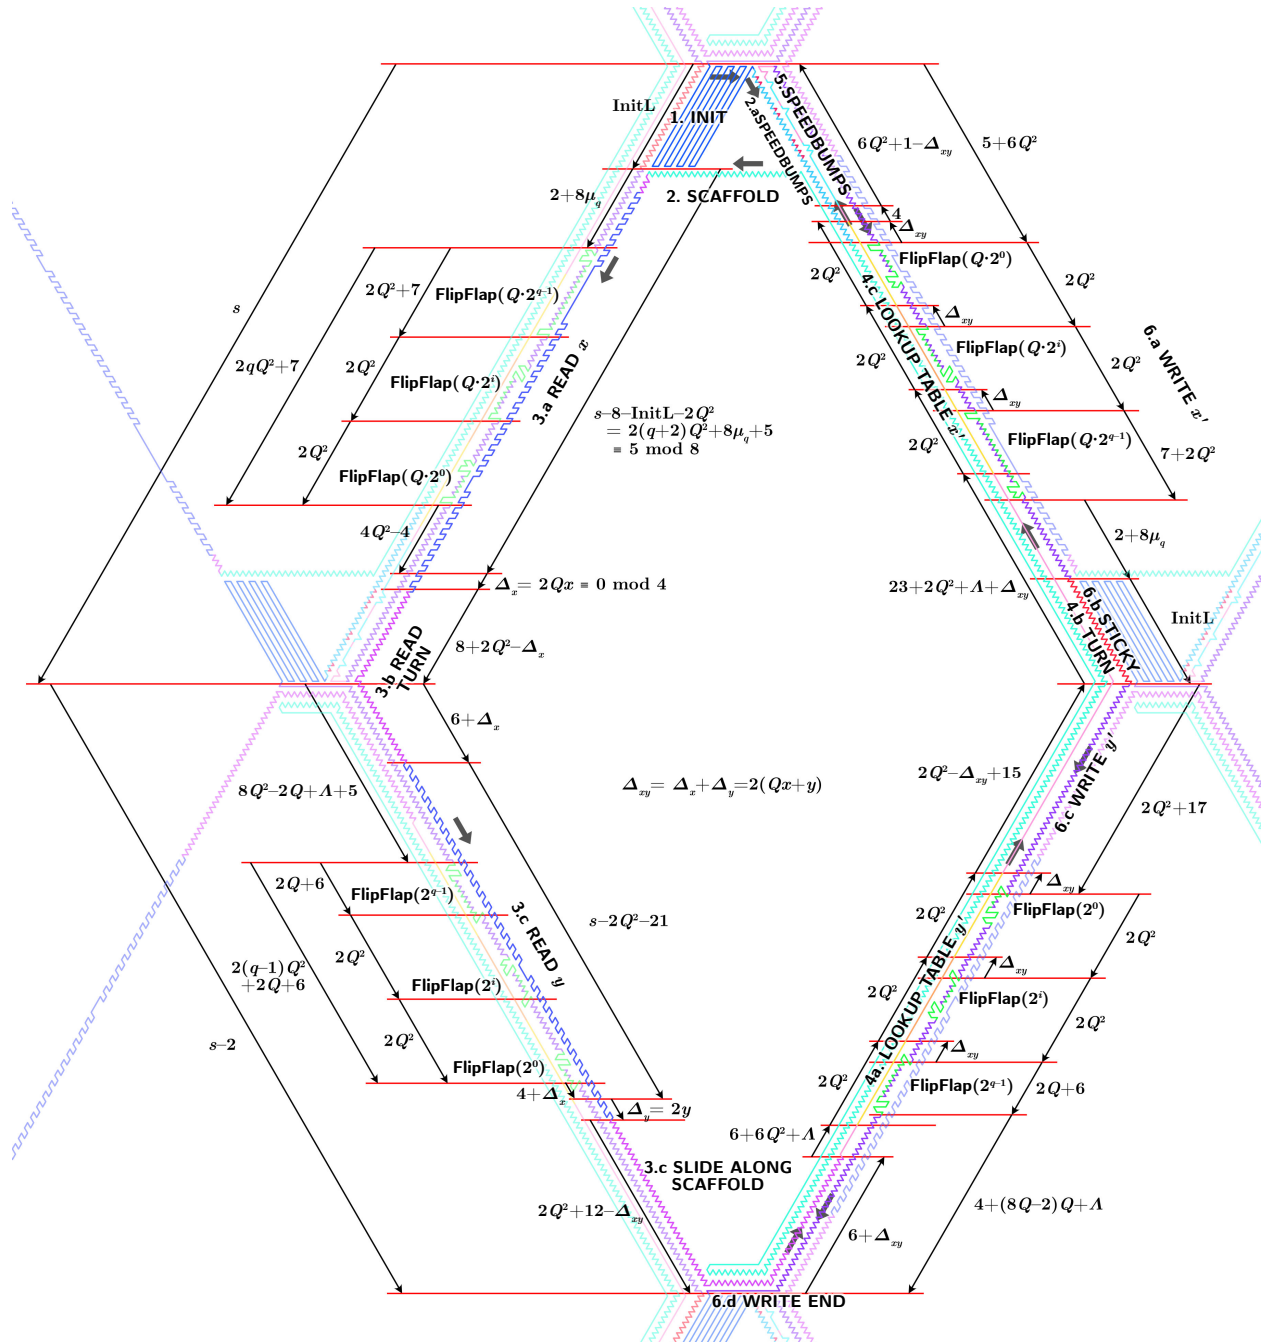 InitL
1. INIT
2.a SPEEDBUMPS
5. SPEEDBUMPS
6Q²+1−Δxy
5+6Q²
2+8μq
2. SCAFFOLD
4
Δxy
FlipFlap(Q·2⁰)
2Q²
2Q²
s
2Q²+7
FlipFlap(Q·2^q-1)
2qQ²+7
2Q²
FlipFlap(Q·2^i)
3.a READ x
2Q²
FlipFlap(Q·2⁰)
4Q²−4
s−8−InitL−2Q²
= 2(q+2)Q²+8μq+5
≡ 5 mod 8
4.c LOOKUP TABLE x'
Δxy
FlipFlap(Q·2^i)
2Q²
2Q²
6.a WRITE x'
Δxy
FlipFlap(Q·2^q-1)
2Q²
7+2Q²
2+8μq
Δx = 2Qx ≡ 0 mod 4
23+2Q²+Λ+Δxy
6.b STICKY
4.b TURN
InitL
3.b READ
TURN
8+2Q²−Δx
6+Δx
8Q²−2Q+Λ+5
Δxy= Δx+Δy=2(Qx+y)
2Q²−Δxy+15
6.c WRITE y'
2Q²+17
2Q+6
FlipFlap(2^q-1)
3.c READ y
s−2Q²−21
2(q−1)Q²
+2Q+6
2Q²
FlipFlap(2^i)
2Q²
FlipFlap(2⁰)
4+Δx
Δy= 2y
s−2
2Q²
Δxy
FlipFlap(2⁰)
2Q²
4a. LOOKUP TABLE y'
2Q²
Δxy
FlipFlap(2^i)
2Q²
2Q²
Δxy
FlipFlap(2^q-1)
2Q+6
6+6Q²+Λ
3.c SLIDE ALONG
SCAFFOLD
2Q²+12−Δxy
6+Δxy
4+(8Q−2)Q+Λ
6.d WRITE END